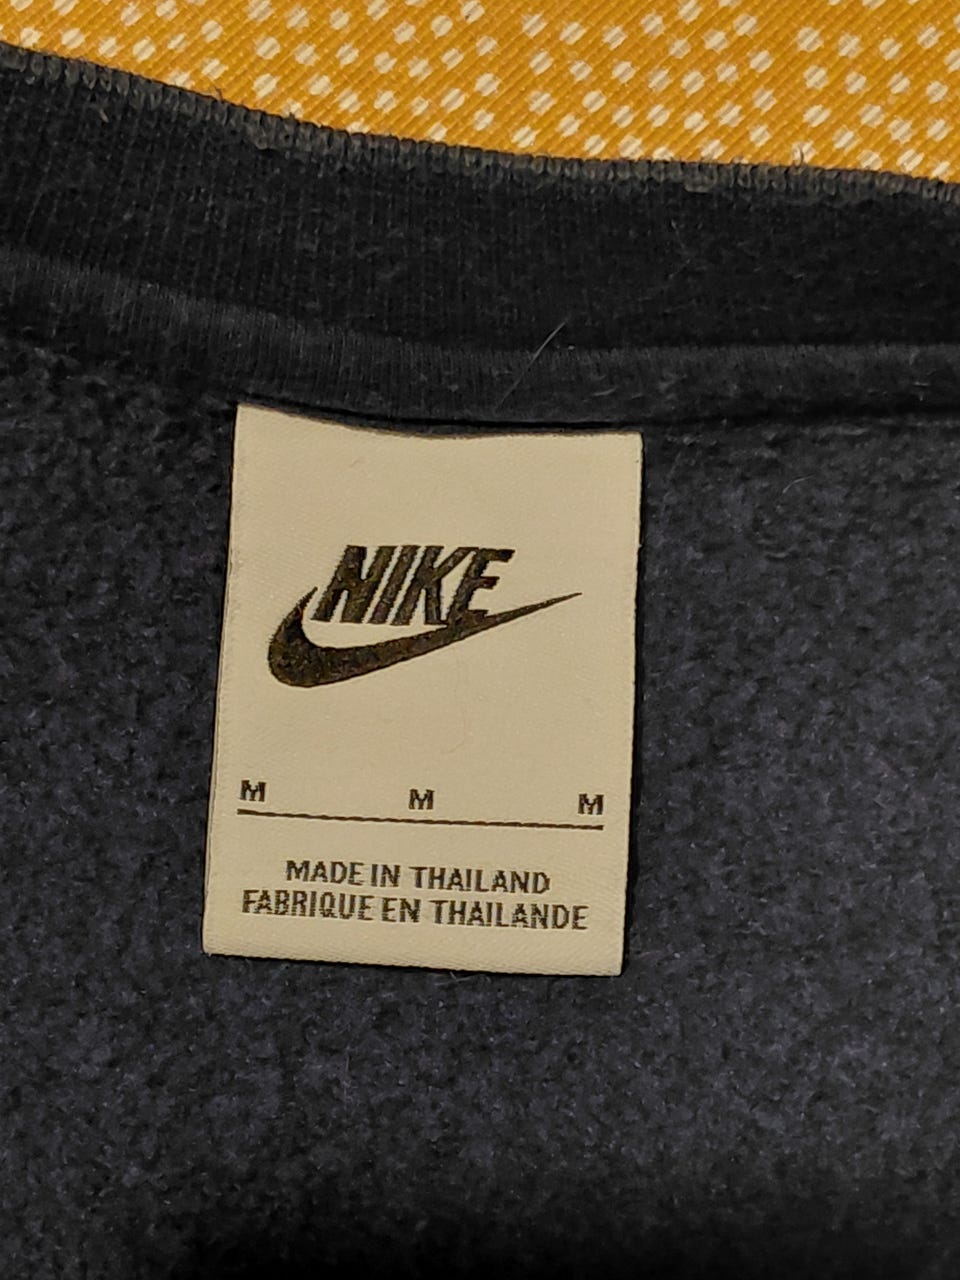 NIKE
M M M
MADE IN THAILAND
FABRIQUE EN THAILANDE